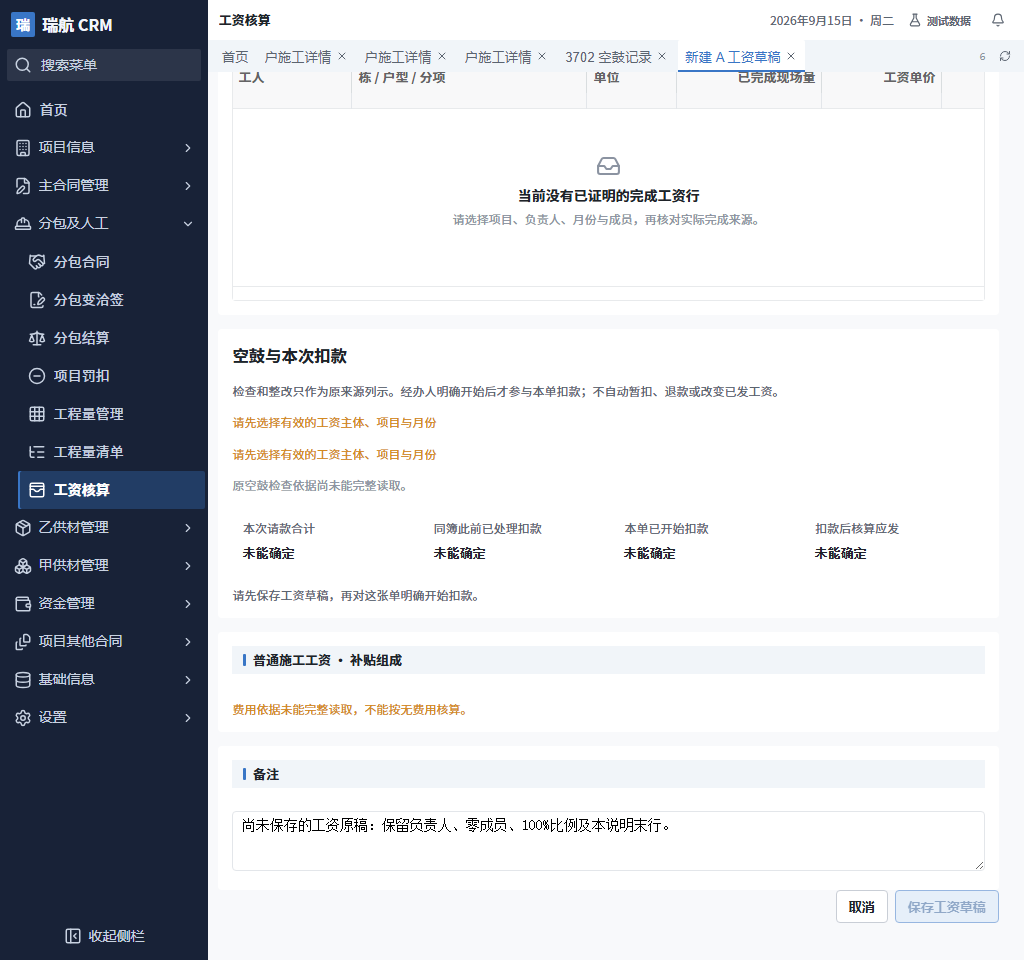 瑞 瑞航 CRM
搜索菜单
首页
项目信息
主合同管理
分包及人工
分包合同
分包变洽签
分包结算
项目罚扣
工程量管理
工程量清单
工资核算
乙供材管理
甲供材管理
资金管理
项目其他合同
基础信息
设置
收起侧栏
工资核算
2026年9月15日 · 周二 测试数据
首页 户施工详情 户施工详情 户施工详情 3702 空鼓记录 新建 A 工资草稿 6
工人 栋 / 户型 / 分项 单位 已完成现场量 工资单价
当前没有已证明的完成工资行
请选择项目、负责人、月份与成员，再核对实际完成来源。
空鼓与本次扣款
检查和整改只作为原来源列示。经办人明确开始后才参与本单扣款；不自动暂扣、退款或改变已发工资。
请先选择有效的工资主体、项目与月份
请先选择有效的工资主体、项目与月份
原空鼓检查依据尚未能完整读取。
本次请款合计 同簿此前已处理扣款 本单已开始扣款 扣款后核算应发
未能确定 未能确定 未能确定 未能确定
请先保存工资草稿，再对这张单明确开始扣款。
普通施工工资 · 补贴组成
费用依据未能完整读取，不能按无费用核算。
备注
尚未保存的工资原稿：保留负责人、零成员、100%比例及本说明末行。
取消 保存工资草稿